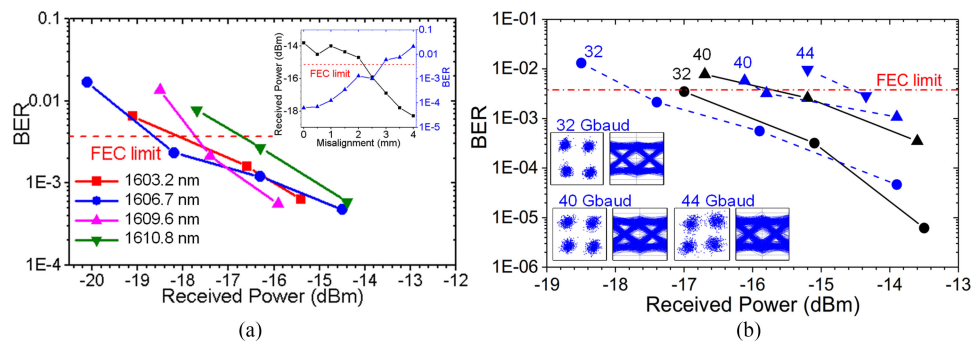 0.1
0.01
1E-3
1E-4
BER
FEC limit
1603.2 nm
1606.7 nm
1609.6 nm
1610.8 nm
-20 -19 -18 -17 -16 -15 -14 -13 -12
Received Power (dBm)
(a)
-14
-16
-18
Received Power (dBm)
FEC limit
0.1
0.01
1E-3
1E-4
1E-5
BER
0 1 2 3 4
Misalignment (mm)
1E-01
1E-02
1E-03
1E-04
1E-05
1E-06
BER
32
32
40
40
44
FEC limit
32 Gbaud
40 Gbaud
44 Gbaud
-19 -18 -17 -16 -15 -14 -13
Received Power (dBm)
(b)